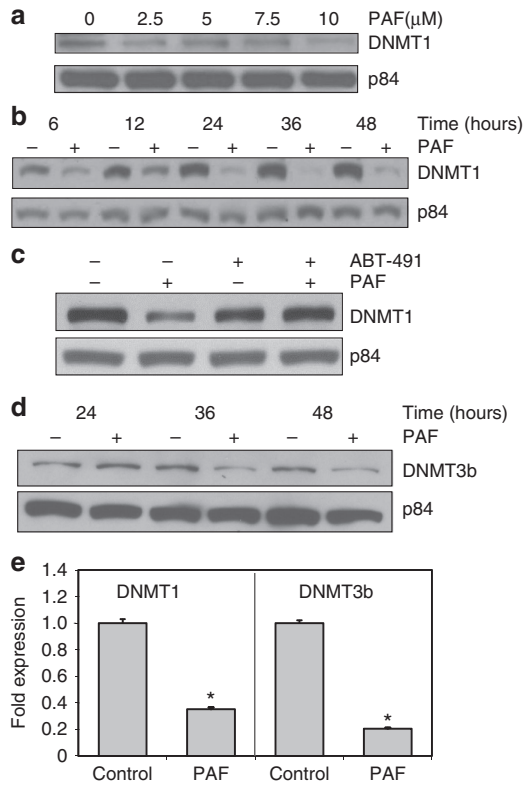 a
0 2.5 5 7.5 10 PAF(μM)
DNMT1
p84
b
6 12 24 36 48 Time (hours)
– + – + – + – + – + PAF
DNMT1
p84
c
– – + + ABT-491
– + – + PAF
DNMT1
p84
d
24 36 48 Time (hours)
– + – + – + PAF
DNMT3b
p84
e
Fold expression
1.4
1.2
1.0
0.8
0.6
0.4
0.2
0
DNMT1 DNMT3b
* *
Control PAF Control PAF